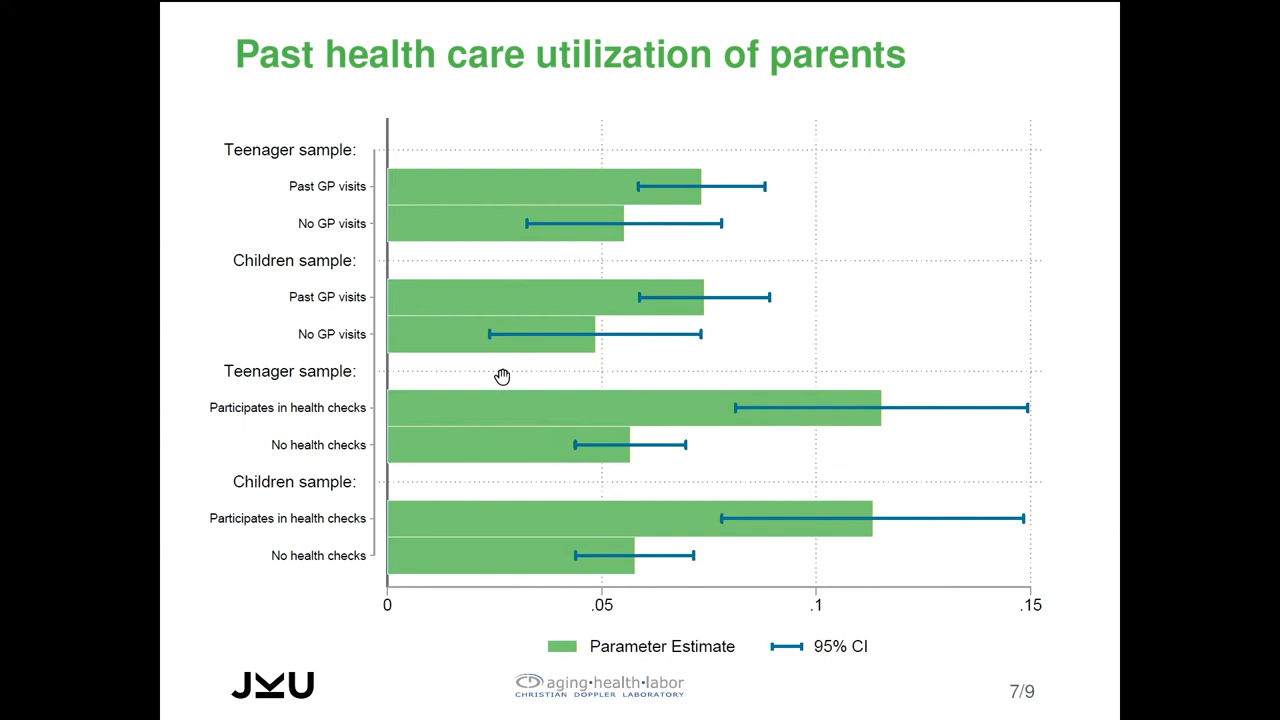 Past health care utilization of parents
Teenager sample:
Past GP visits
No GP visits
Children sample:
Past GP visits
No GP visits
Teenager sample:
Participates in health checks
No health checks
Children sample:
Participates in health checks
No health checks
0 .05 .1 .15
Parameter Estimate 95% CI
JKU aging·health·labor 7/9
CHRISTIAN DOPPLER LABORATORY